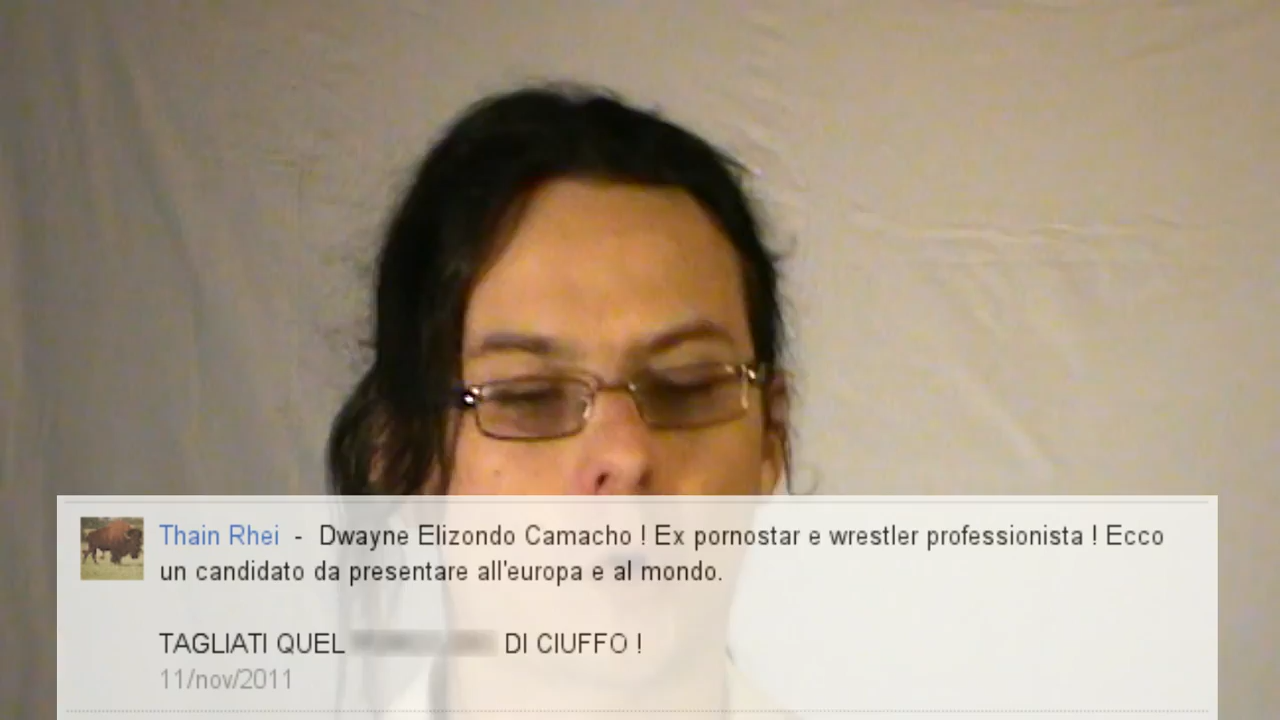 Thain Rhei - Dwayne Elizondo Camacho ! Ex pornostar e wrestler professionista ! Ecco
un candidato da presentare all'europa e al mondo.
TAGLIATI QUEL DI CIUFFO !
11/nov/2011